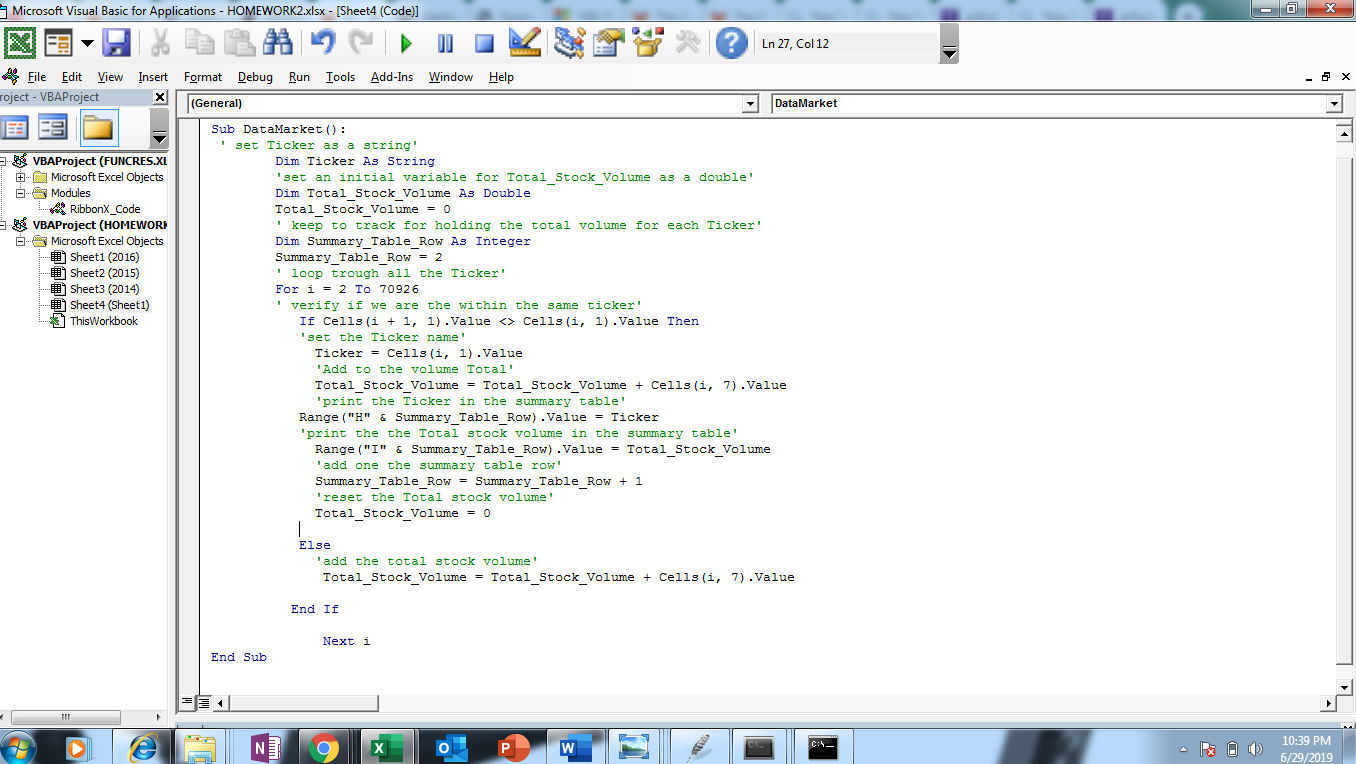 Microsoft Visual Basic for Applications - HOMEWORK2.xlsx - [Sheet4 (Code)]
Ln 27, Col 12
File Edit View Insert Format Debug Run Tools Add-Ins Window Help
roject - VBAProject
(General)
DataMarket
VBAProject (FUNCRES.XL
Microsoft Excel Objects
Modules
RibbonX_Code
VBAProject (HOMEWORK
Microsoft Excel Objects
Sheet1 (2016)
Sheet2 (2015)
Sheet3 (2014)
Sheet4 (Sheet1)
ThisWorkbook
Sub DataMarket():
' set Ticker as a string'
Dim Ticker As String
'set an initial variable for Total_Stock_Volume as a double'
Dim Total_Stock_Volume As Double
Total_Stock_Volume = 0
' keep to track for holding the total volume for each Ticker'
Dim Summary_Table_Row As Integer
Summary_Table_Row = 2
' loop trough all the Ticker'
For i = 2 To 70926
' verify if we are the within the same ticker'
If Cells(i + 1, 1).Value <> Cells(i, 1).Value Then
'set the Ticker name'
Ticker = Cells(i, 1).Value
'Add to the volume Total'
Total_Stock_Volume = Total_Stock_Volume + Cells(i, 7).Value
'print the Ticker in the summary table'
Range("H" & Summary_Table_Row).Value = Ticker
'print the the Total stock volume in the summary table'
Range("I" & Summary_Table_Row).Value = Total_Stock_Volume
'add one the summary table row'
Summary_Table_Row = Summary_Table_Row + 1
'reset the Total stock volume'
Total_Stock_Volume = 0
Else
'add the total stock volume'
Total_Stock_Volume = Total_Stock_Volume + Cells(i, 7).Value
End If
Next i
End Sub
10:39 PM
6/29/2019